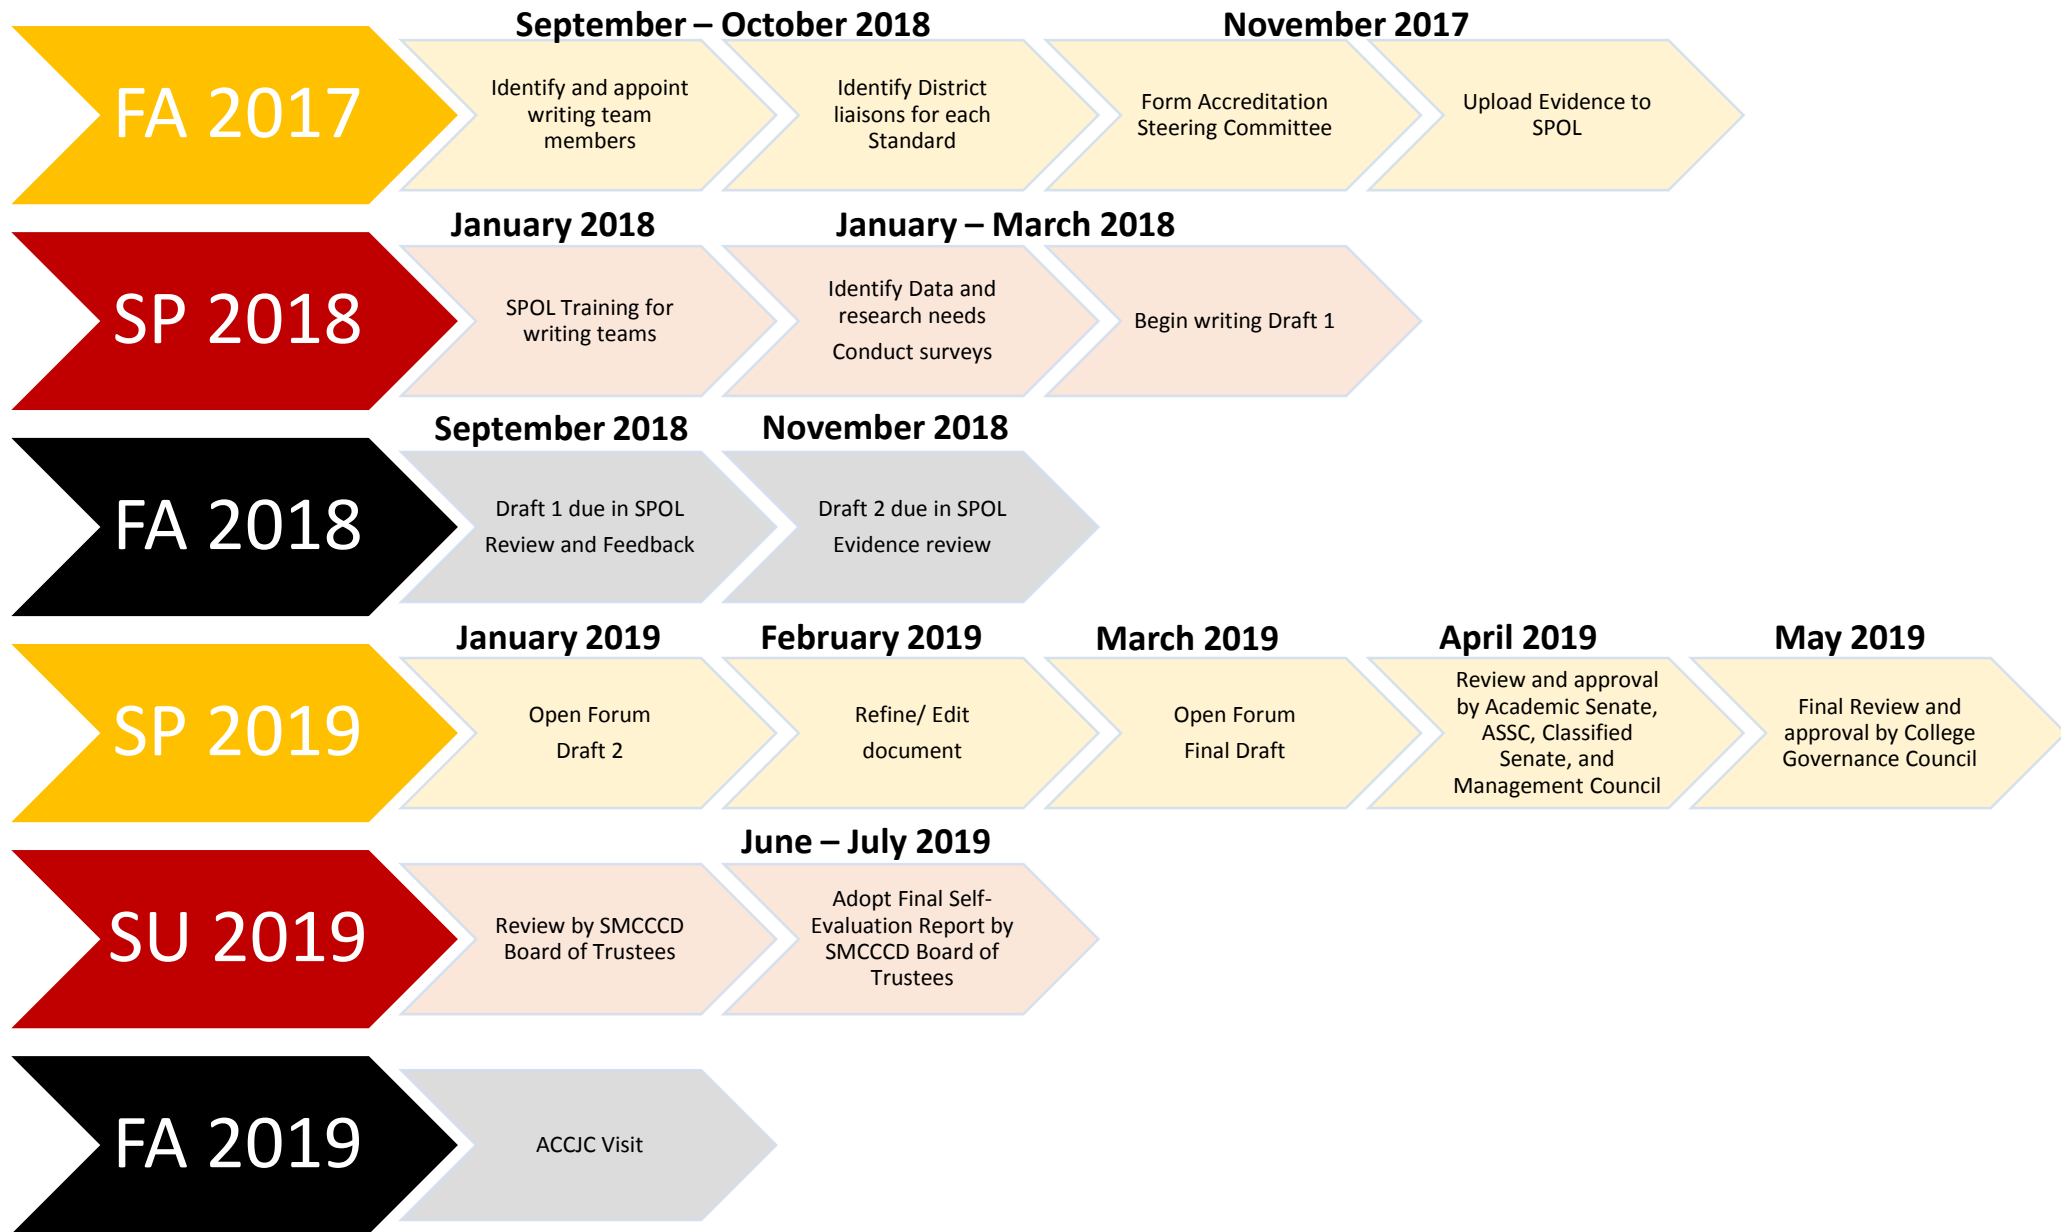 September – October 2018
November 2017
FA 2017
Identify and appoint
writing team
members
Identify District
liaisons for each
Standard
Form Accreditation
Steering Committee
Upload Evidence to
SPOL
January 2018
January – March 2018
SP 2018
SPOL Training for
writing teams
Identify Data and
research needs
Conduct surveys
Begin writing Draft 1
September 2018
November 2018
FA 2018
Draft 1 due in SPOL
Review and Feedback
Draft 2 due in SPOL
Evidence review
January 2019
February 2019
March 2019
April 2019
May 2019
SP 2019
Open Forum
Draft 2
Refine/ Edit
document
Open Forum
Final Draft
Review and approval
by Academic Senate,
ASSC, Classified
Senate, and
Management Council
Final Review and
approval by College
Governance Council
June – July 2019
SU 2019
Review by SMCCCD
Board of Trustees
Adopt Final Self-
Evaluation Report by
SMCCCD Board of
Trustees
FA 2019
ACCJC Visit